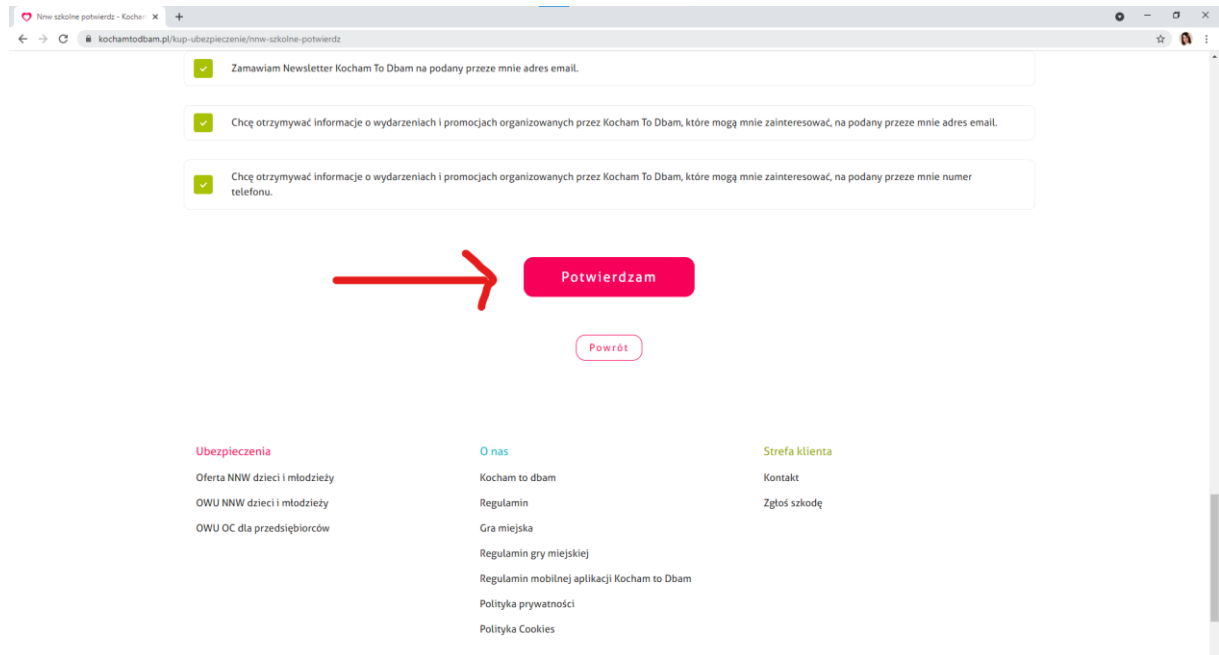 Nnw szkolne potwierdz - Kocham
kochamtodbam.pl/kup-ubezpieczenie/nnw-szkolne-potwierdz
Zamawiam Newsletter Kocham To Dbam na podany przeze mnie adres email.
Chcę otrzymywać informacje o wydarzeniach i promocjach organizowanych przez Kocham To Dbam, które mogą mnie zainteresować, na podany przeze mnie adres email.
Chcę otrzymywać informacje o wydarzeniach i promocjach organizowanych przez Kocham To Dbam, które mogą mnie zainteresować, na podany przeze mnie numer
telefonu.
Potwierdzam
Powrót
Ubezpieczenia
Oferta NNW dzieci i młodzieży
OWU NNW dzieci i młodzieży
OWU OC dla przedsiębiorców
O nas
Kocham to dbam
Regulamin
Gra miejska
Regulamin gry miejskiej
Regulamin mobilnej aplikacji Kocham to Dbam
Polityka prywatności
Polityka Cookies
Strefa klienta
Kontakt
Zgłoś szkodę